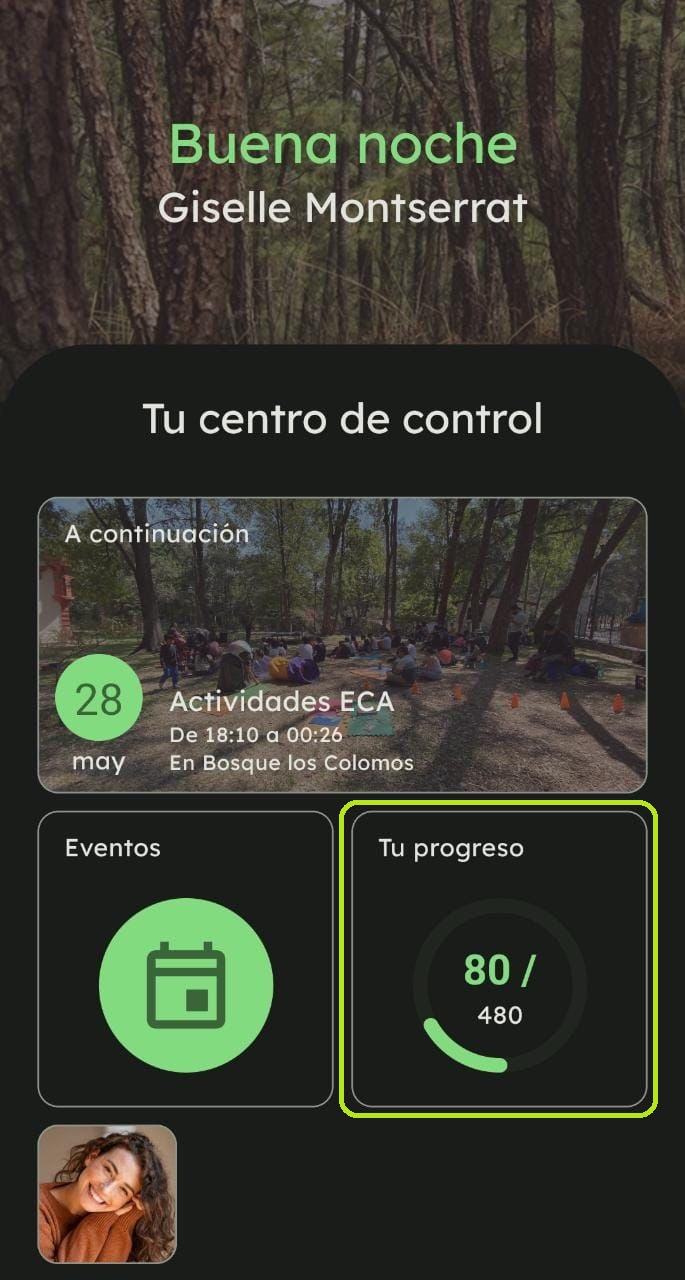 Buena noche
Giselle Montserrat
Tu centro de control
A continuación
28
may
Actividades ECA
De 18:10 a 00:26
En Bosque los Colomos
Eventos
Tu progreso
80 /
480